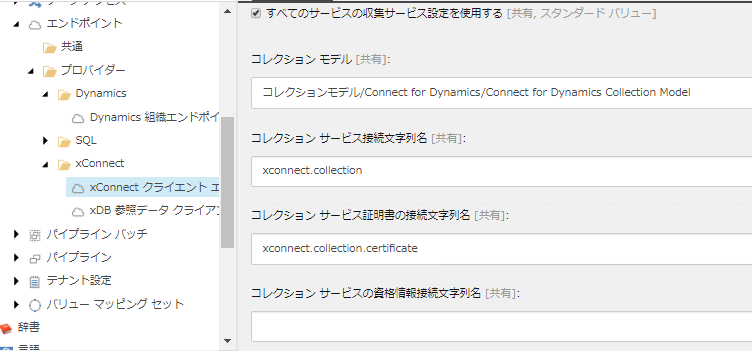 エンドポイント
共通
プロバイダー
Dynamics
Dynamics 組織エンドポイ
SQL
xConnect
xConnect クライエント エ
xDB 参照データ クライアン
パイプライン バッチ
パイプライン
テナント設定
バリュー マッピング セット
辞書
言語
すべてのサービスの収集サービス設定を使用する [共有, スタンダード バリュー]
コレクション モデル [共有]:
コレクションモデル/Connect for Dynamics/Connect for Dynamics Collection Model
コレクション サービス接続文字列名 [共有]:
xconnect.collection
コレクション サービス証明書の接続文字列名 [共有]:
xconnect.collection.certificate
コレクション サービスの資格情報接続文字列名 [共有]: